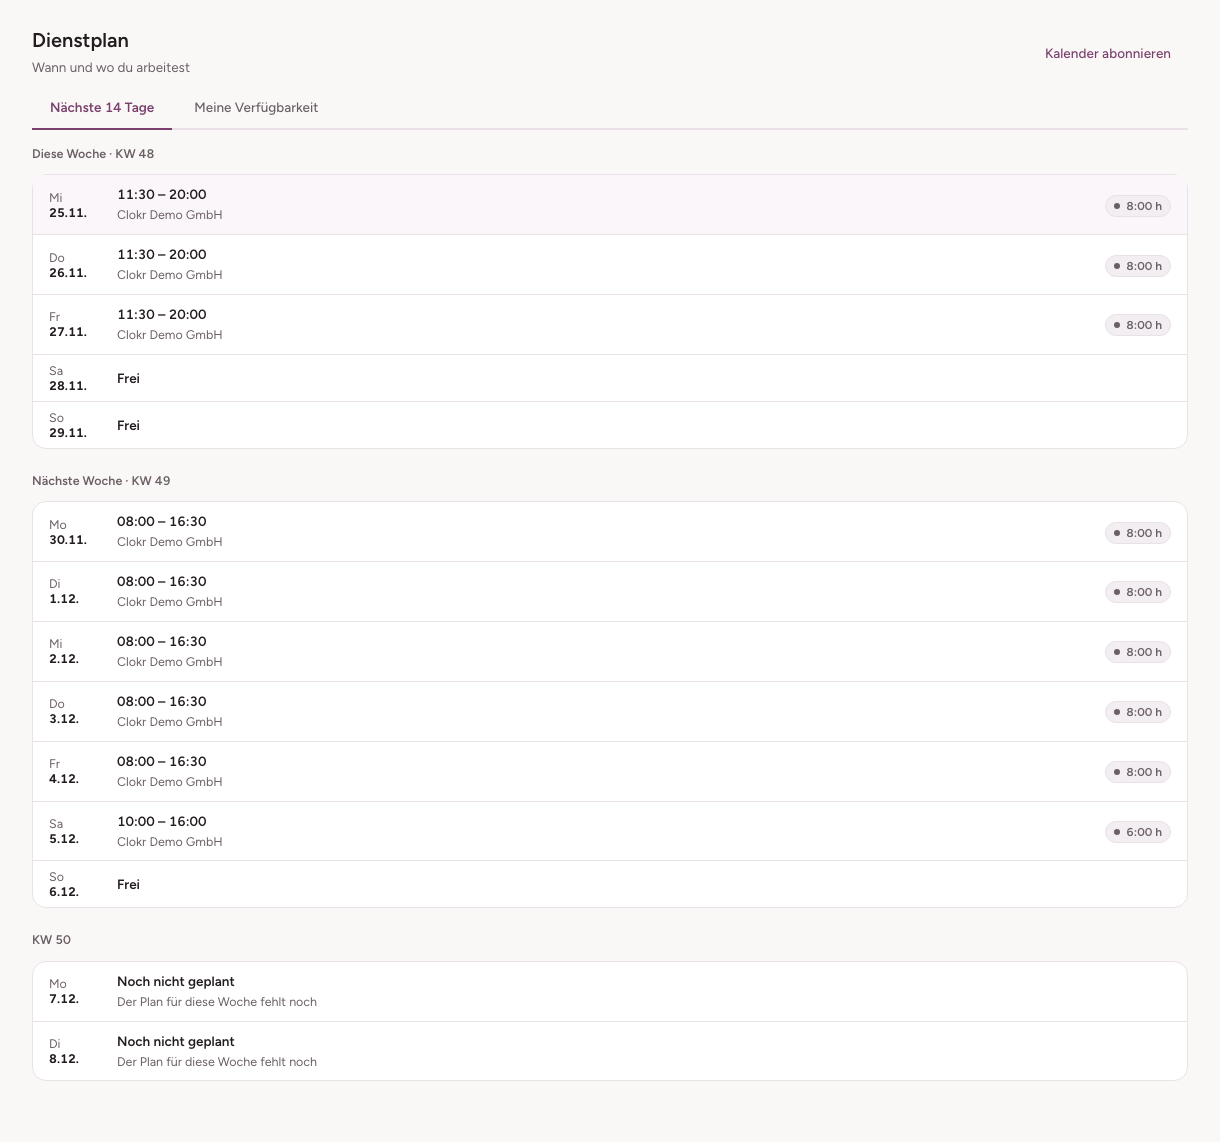 Dienstplan
Wann und wo du arbeitest
Kalender abonnieren
Nächste 14 Tage
Meine Verfügbarkeit
Diese Woche · KW 48
Mi
25.11.
11:30 – 20:00
Clokr Demo GmbH
8:00 h
Do
26.11.
11:30 – 20:00
Clokr Demo GmbH
8:00 h
Fr
27.11.
11:30 – 20:00
Clokr Demo GmbH
8:00 h
Sa
28.11.
Frei
So
29.11.
Frei
Nächste Woche · KW 49
Mo
30.11.
08:00 – 16:30
Clokr Demo GmbH
8:00 h
Di
1.12.
08:00 – 16:30
Clokr Demo GmbH
8:00 h
Mi
2.12.
08:00 – 16:30
Clokr Demo GmbH
8:00 h
Do
3.12.
08:00 – 16:30
Clokr Demo GmbH
8:00 h
Fr
4.12.
08:00 – 16:30
Clokr Demo GmbH
8:00 h
Sa
5.12.
10:00 – 16:00
Clokr Demo GmbH
6:00 h
So
6.12.
Frei
KW 50
Mo
7.12.
Noch nicht geplant
Der Plan für diese Woche fehlt noch
Di
8.12.
Noch nicht geplant
Der Plan für diese Woche fehlt noch